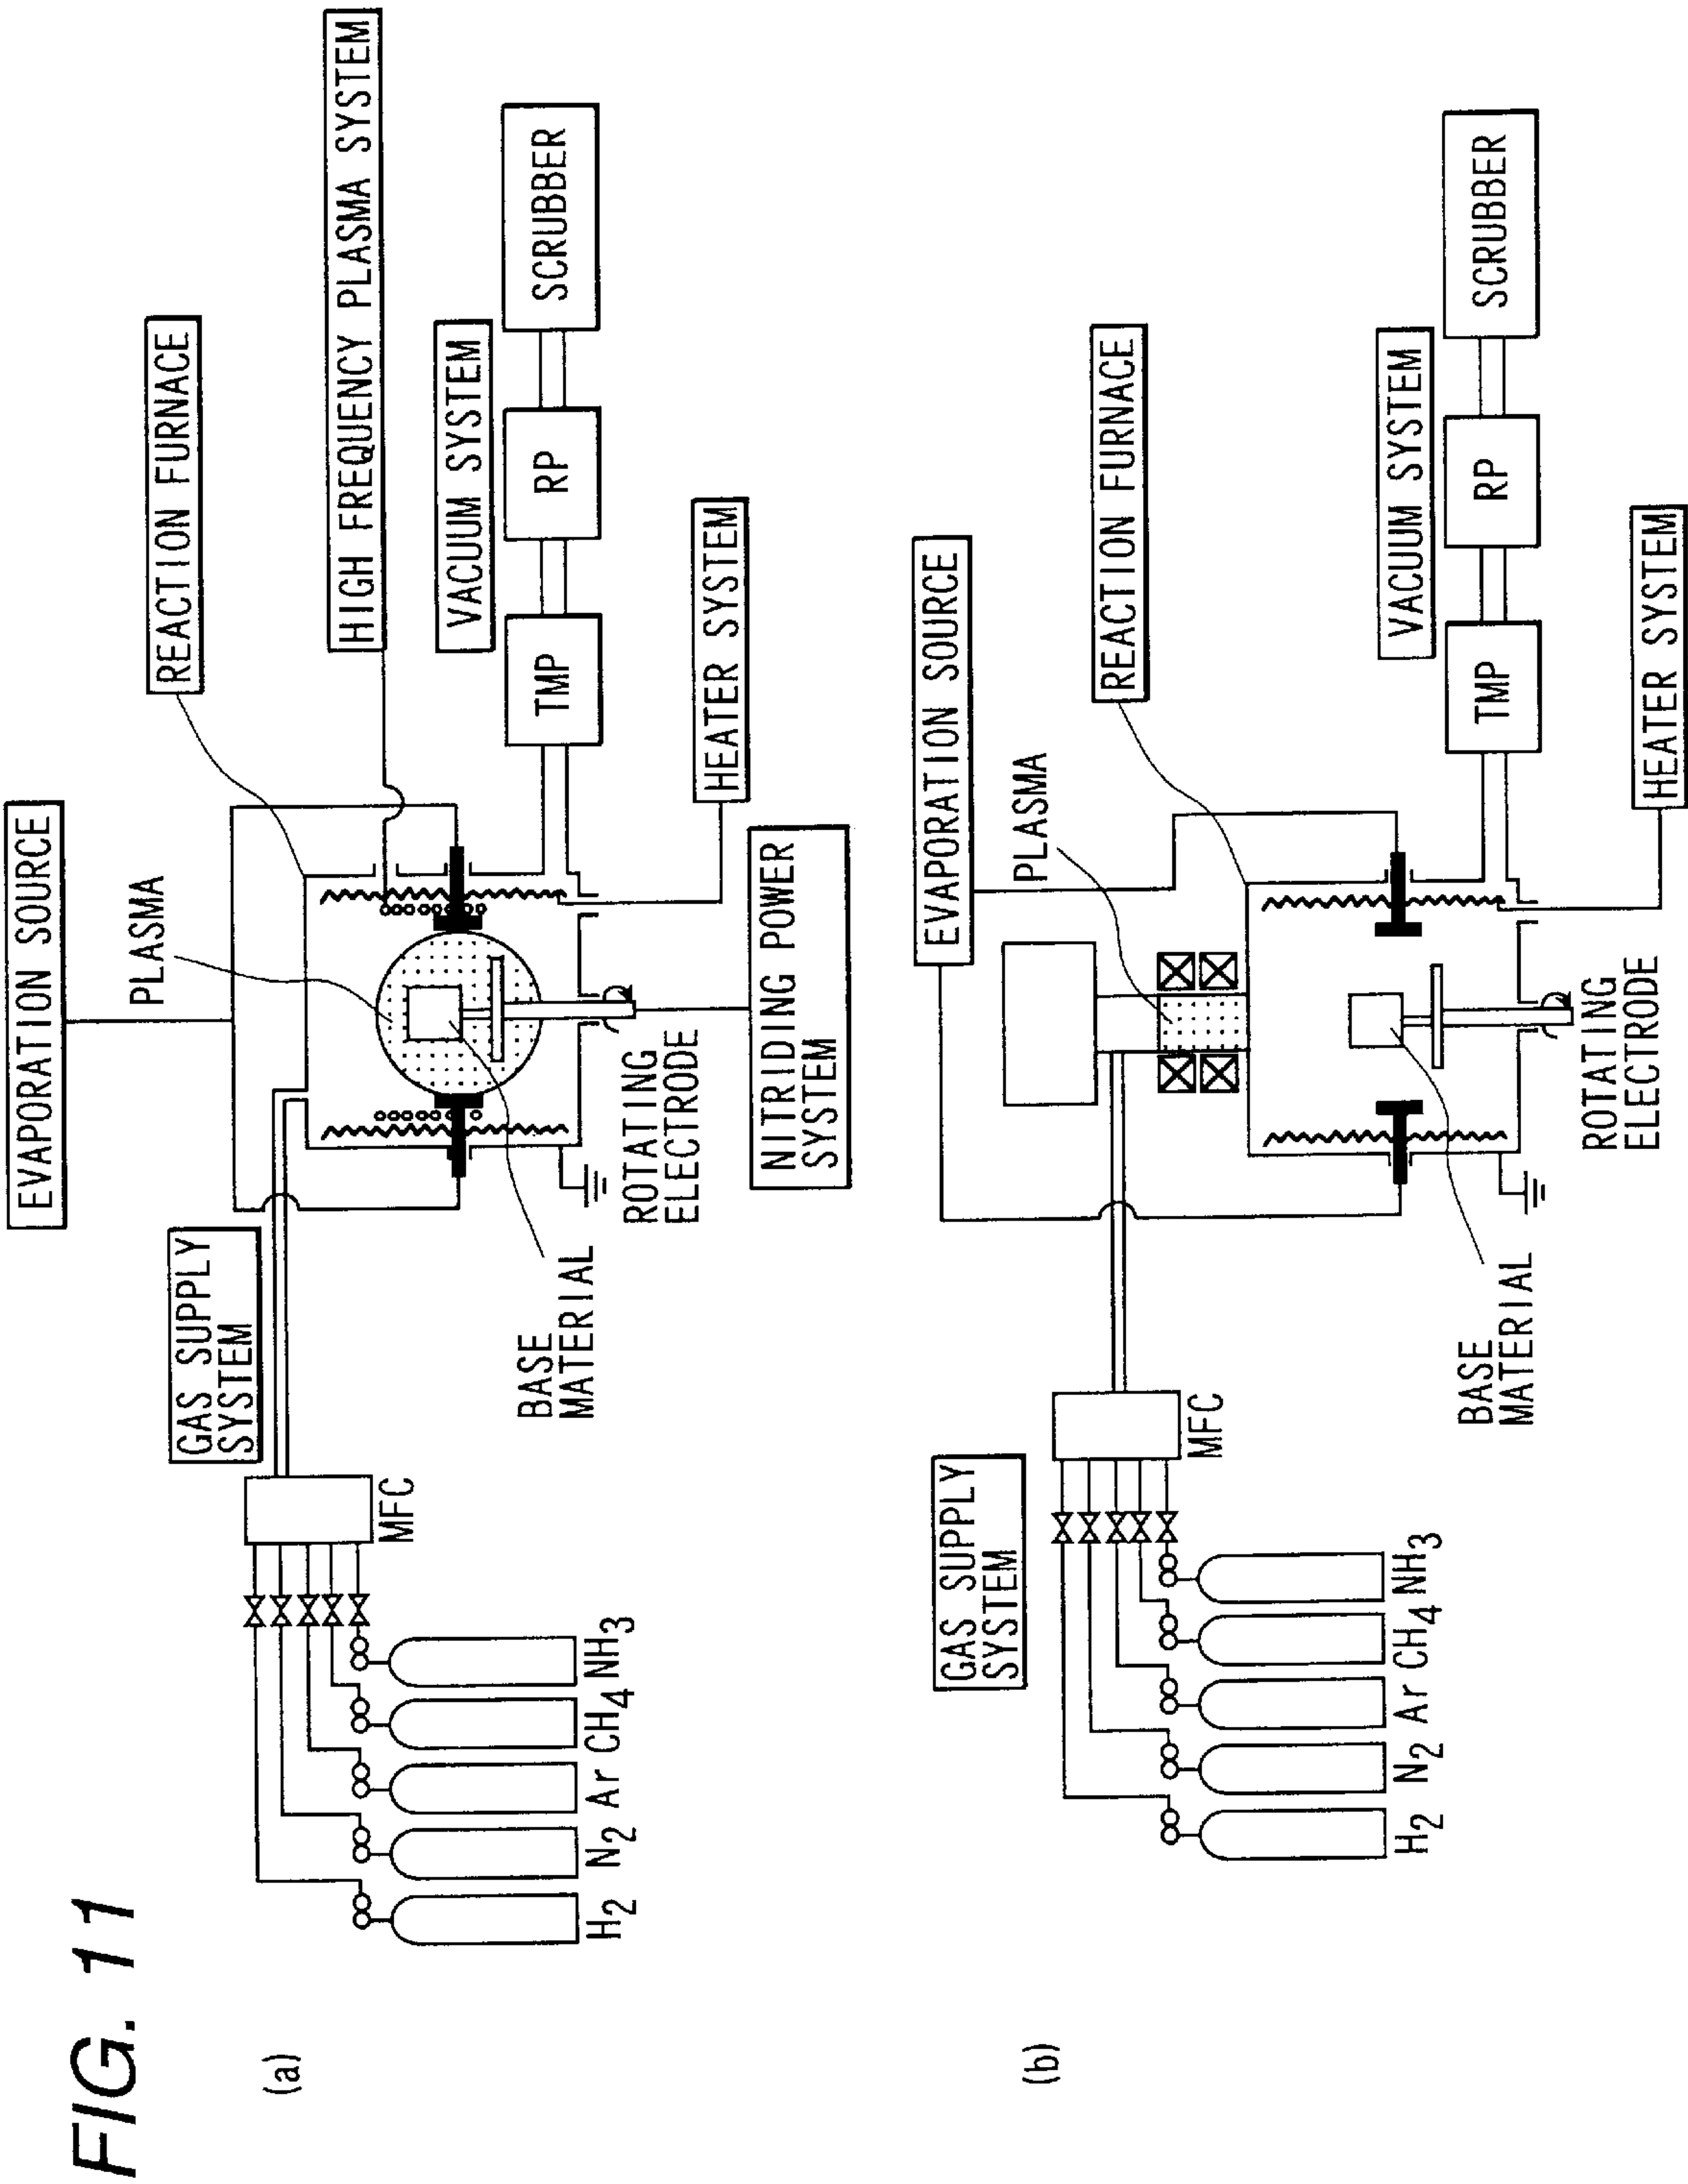 FIG. 11
(a)
EVAPORATION SOURCE
REACTION FURNACE
PLASMA
HIGH FREQUENCY PLASMA SYSTEM
GAS SUPPLY
SYSTEM
VACUUM SYSTEM
MFC
TMP
RP
SCRUBBER
BASE
MATERIAL
ROTATING
ELECTRODE
HEATER SYSTEM
NITRIDING POWER
SYSTEM
H2 N2 Ar CH4 NH3
(b)
EVAPORATION SOURCE
PLASMA
REACTION FURNACE
GAS SUPPLY
SYSTEM
VACUUM SYSTEM
MFC
TMP
RP
SCRUBBER
BASE
MATERIAL
ROTATING
ELECTRODE
HEATER SYSTEM
H2 N2 Ar CH4 NH3